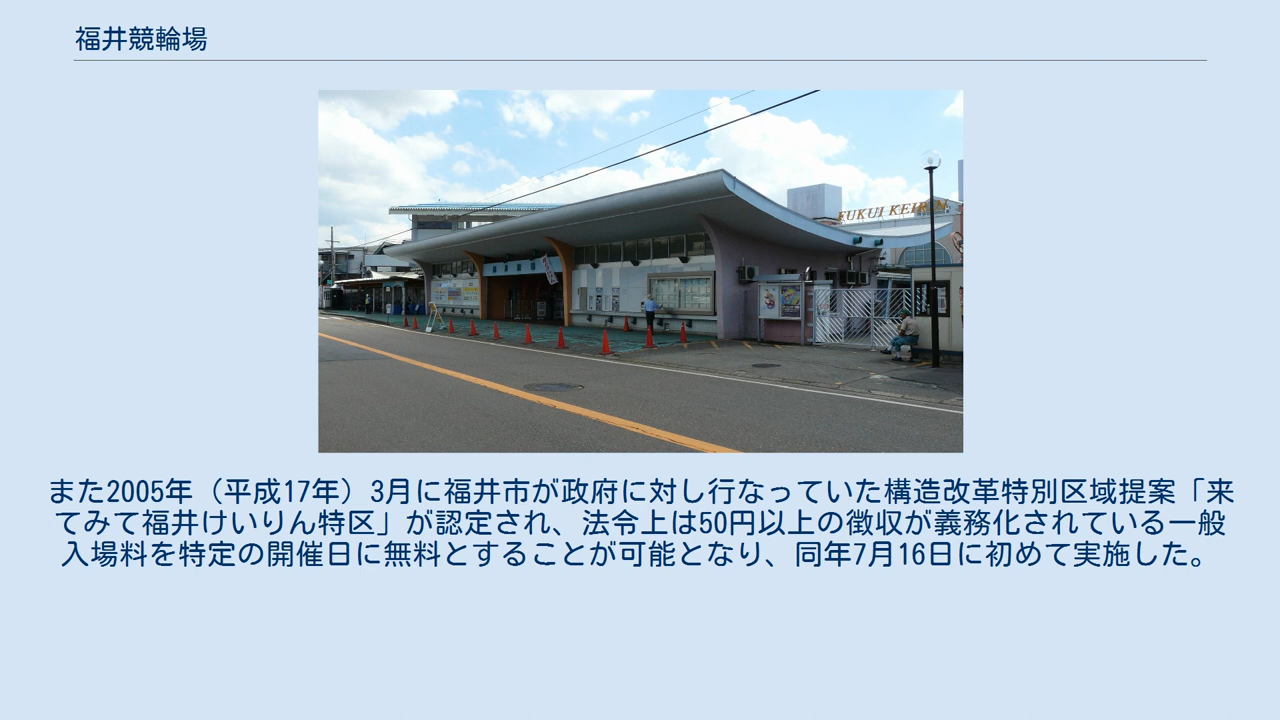 福井競輪場
FUKUI KEIRIN
また2005年（平成17年）3月に福井市が政府に対し行なっていた構造改革特別区域提案「来
てみて福井けいりん特区」が認定され、法令上は50円以上の徴収が義務化されている一般
入場料を特定の開催日に無料とすることが可能となり、同年7月16日に初めて実施した。